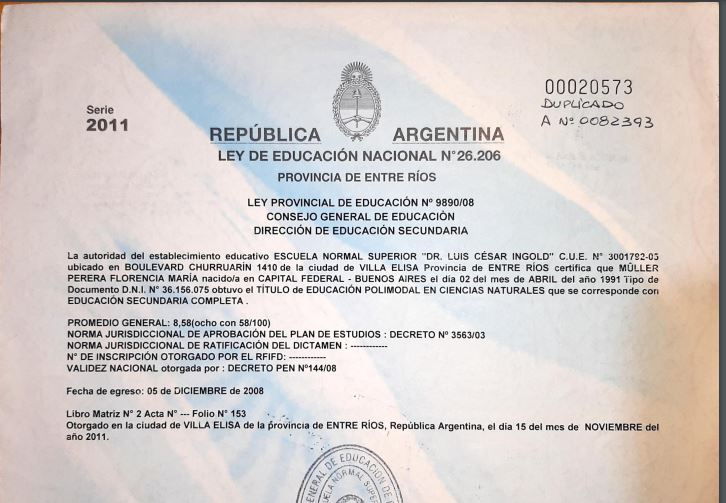 00020573
DUPLICADO
A Nº 0082393
Serie
2011
REPÚBLICA ARGENTINA
LEY DE EDUCACIÓN NACIONAL N°26.206
PROVINCIA DE ENTRE RÍOS
LEY PROVINCIAL DE EDUCACIÓN Nº 9890/08
CONSEJO GENERAL DE EDUCACIÓN
DIRECCIÓN DE EDUCACIÓN SECUNDARIA
La autoridad del establecimiento educativo ESCUELA NORMAL SUPERIOR "DR. LUIS CÉSAR INGOLD" C.U.E. N° 3001792-05
ubicado en BOULEVARD CHURRUARÍN 1410 de la ciudad de VILLA ELISA Provincia de ENTRE RÍOS certifica que MÜLLER
PERERA FLORENCIA MARÍA nacido/a en CAPITAL FEDERAL - BUENOS AIRES el día 02 del mes de ABRIL del año 1991 Tipo de
Documento D.N.I. N° 36.156.075 obtuvo el TÍTULO de EDUCACIÓN POLIMODAL EN CIENCIAS NATURALES que se corresponde con
EDUCACIÓN SECUNDARIA COMPLETA .
PROMEDIO GENERAL: 8,58(ocho con 58/100)
NORMA JURISDICCIONAL DE APROBACIÓN DEL PLAN DE ESTUDIOS : DECRETO Nº 3563/03
NORMA JURISDICCIONAL DE RATIFICACIÓN DEL DICTAMEN : ------------
N° DE INSCRIPCIÓN OTORGADO POR EL RFIFD: ------------
VALIDEZ NACIONAL otorgada por : DECRETO PEN Nº144/08
Fecha de egreso: 05 de DICIEMBRE de 2008
Libro Matriz N° 2 Acta N° --- Folio N° 153
Otorgado en la ciudad de VILLA ELISA de la provincia de ENTRE RÍOS, República Argentina, el día 15 del mes de NOVIEMBRE del
año 2011.
GENERAL DE EDUCACION DE
ESCUELA NORMAL SUPER